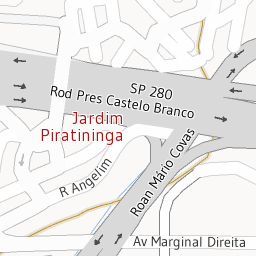 SP 280
Rod Pres Castelo Branco
Jardim
Piratininga
R Angelim
Roan Mário Covas
Av Marginal Direita